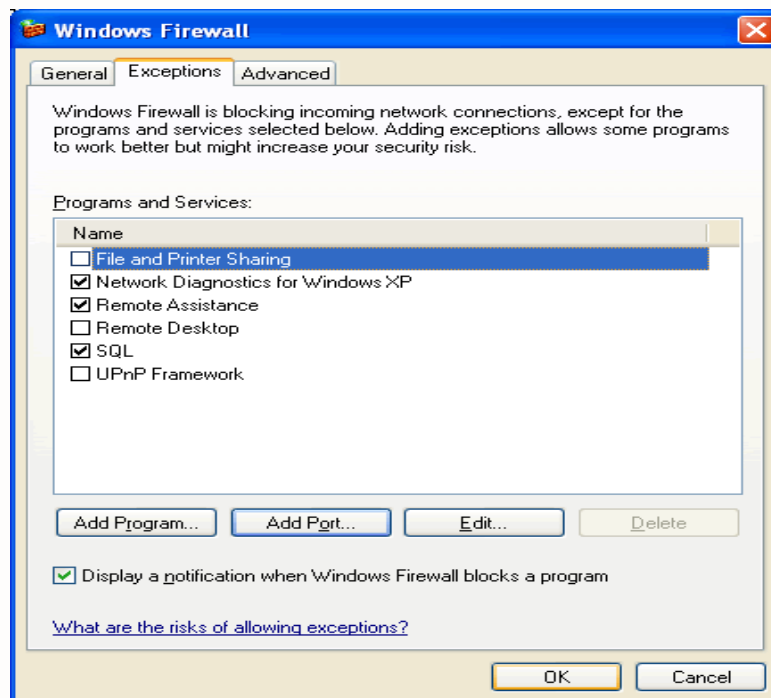 Windows Firewall
General Exceptions Advanced
Windows Firewall is blocking incoming network connections, except for the
programs and services selected below. Adding exceptions allows some programs
to work better but might increase your security risk.
Programs and Services:
Name
File and Printer Sharing
Network Diagnostics for Windows XP
Remote Assistance
Remote Desktop
SQL
UPnP Framework
Add Program... Add Port... Edit... Delete
Display a notification when Windows Firewall blocks a program
What are the risks of allowing exceptions?
OK Cancel